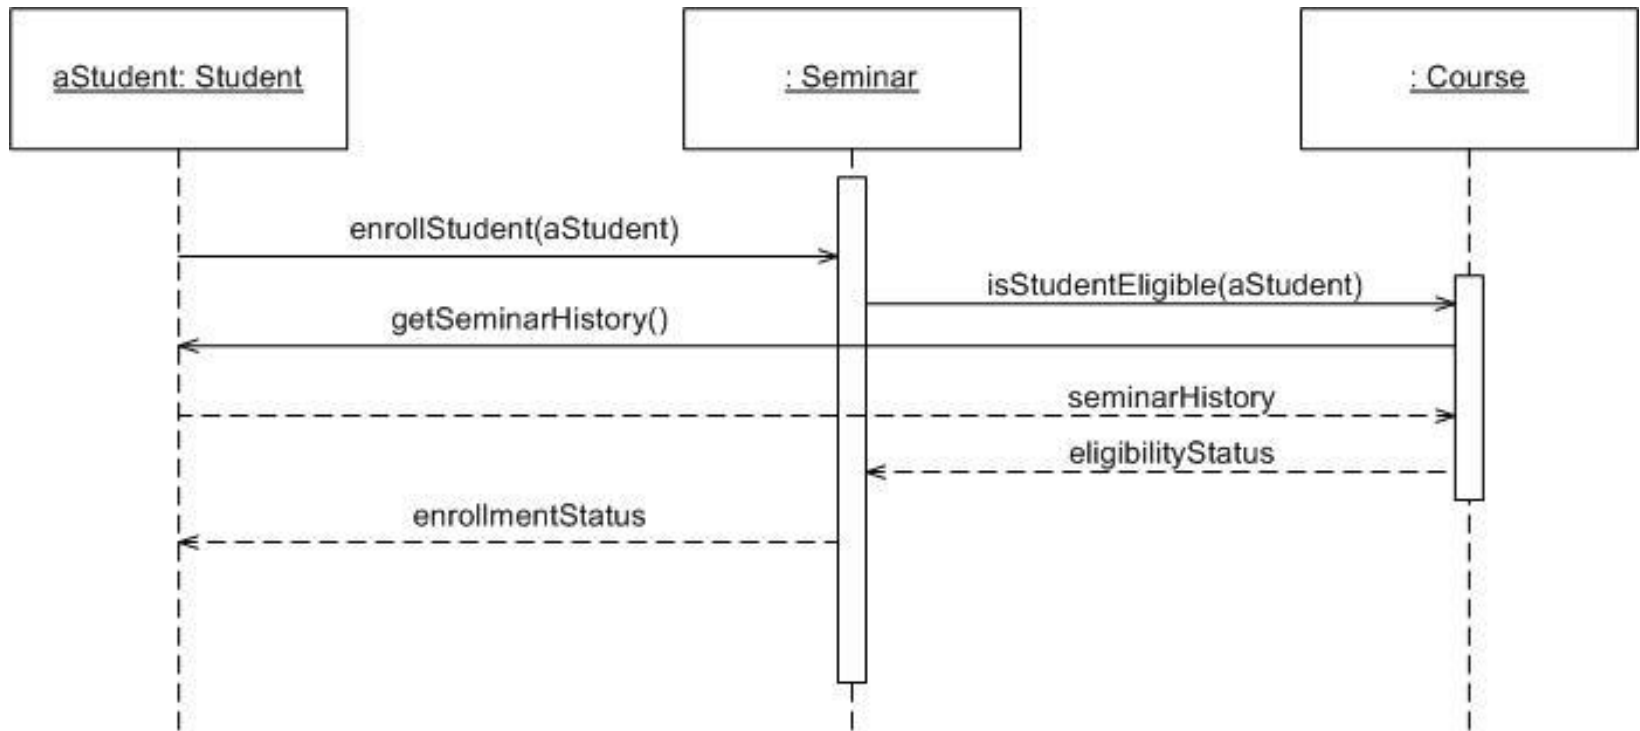 aStudent: Student
: Seminar
: Course
enrollStudent(aStudent)
isStudentEligible(aStudent)
getSeminarHistory()
seminarHistory
eligibilityStatus
enrollmentStatus